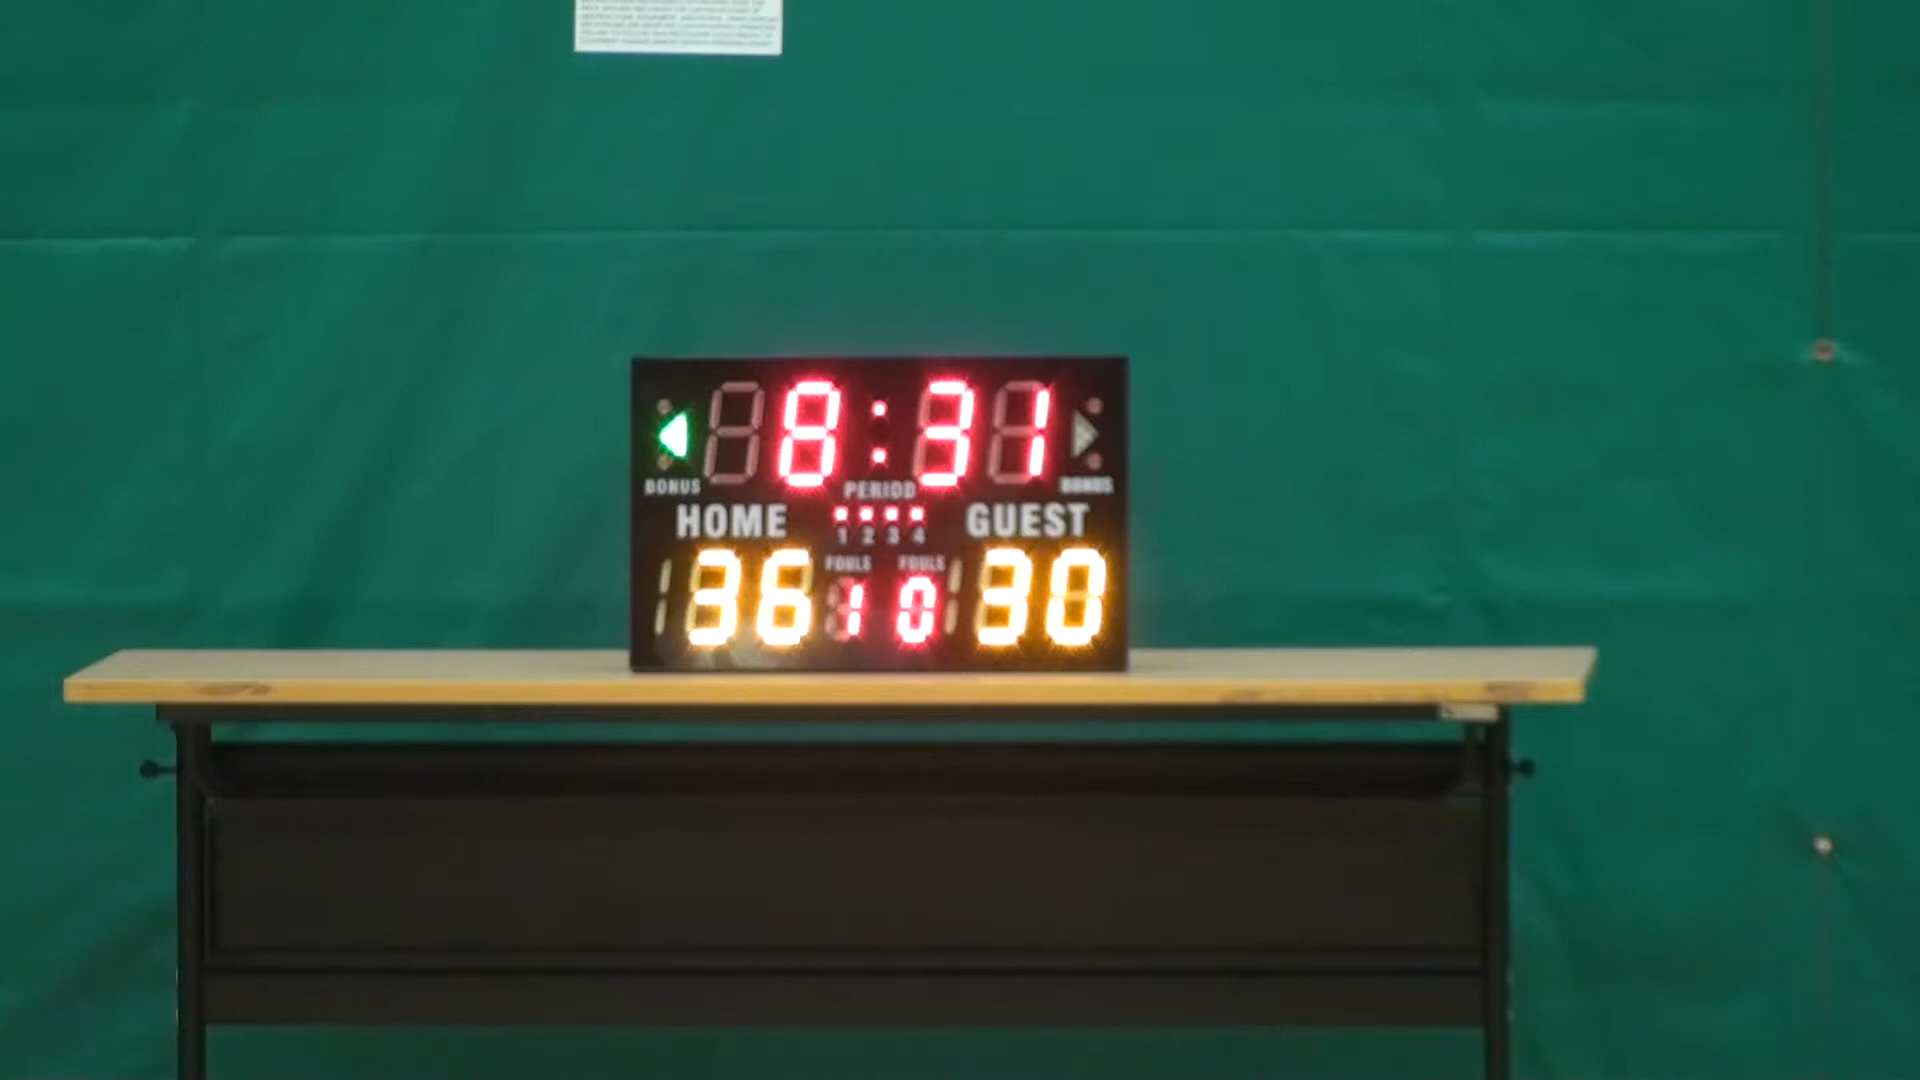 8:31
BONUS PERIOD BONUS
HOME GUEST
1 2 3 4
FOULS FOULS
36 1 0 30